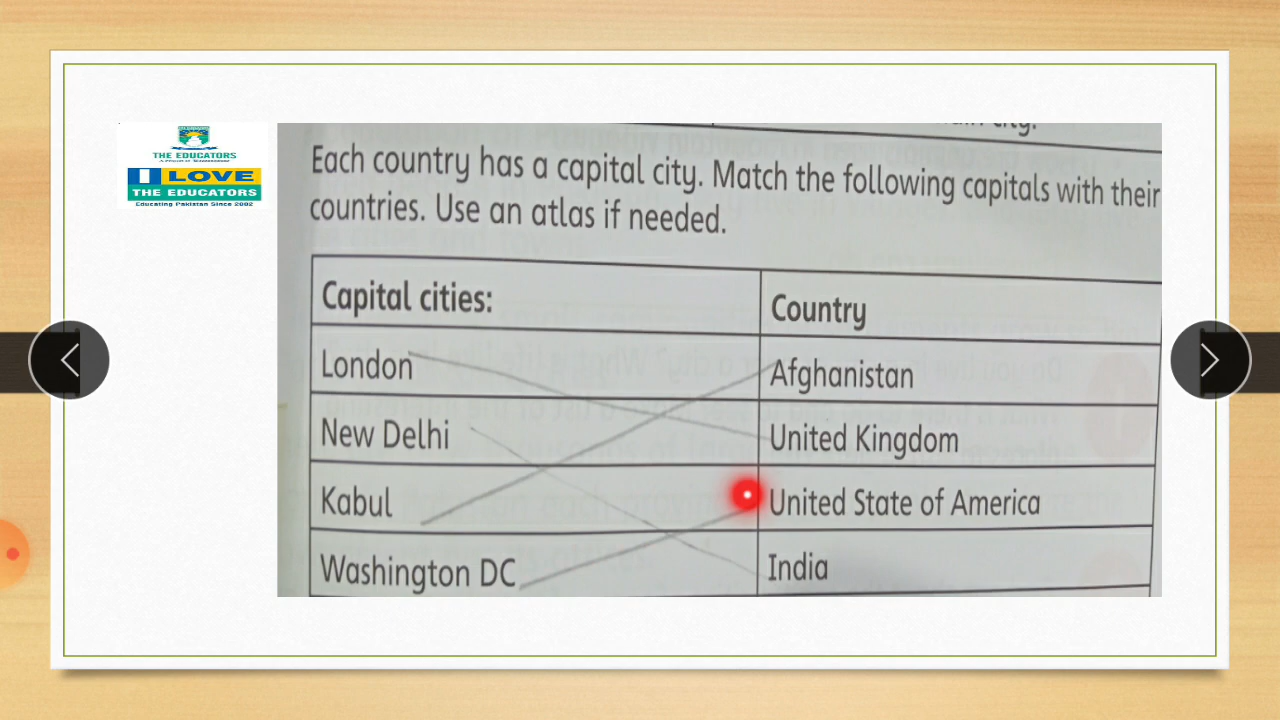 THE EDUCATORS
I LOVE
THE EDUCATORS
Educating Pakistan Since 2002
city.
Each country has a capital city. Match the following capitals with their
countries. Use an atlas if needed.
Capital cities: Country
London Afghanistan
New Delhi United Kingdom
Kabul United State of America
Washington DC India